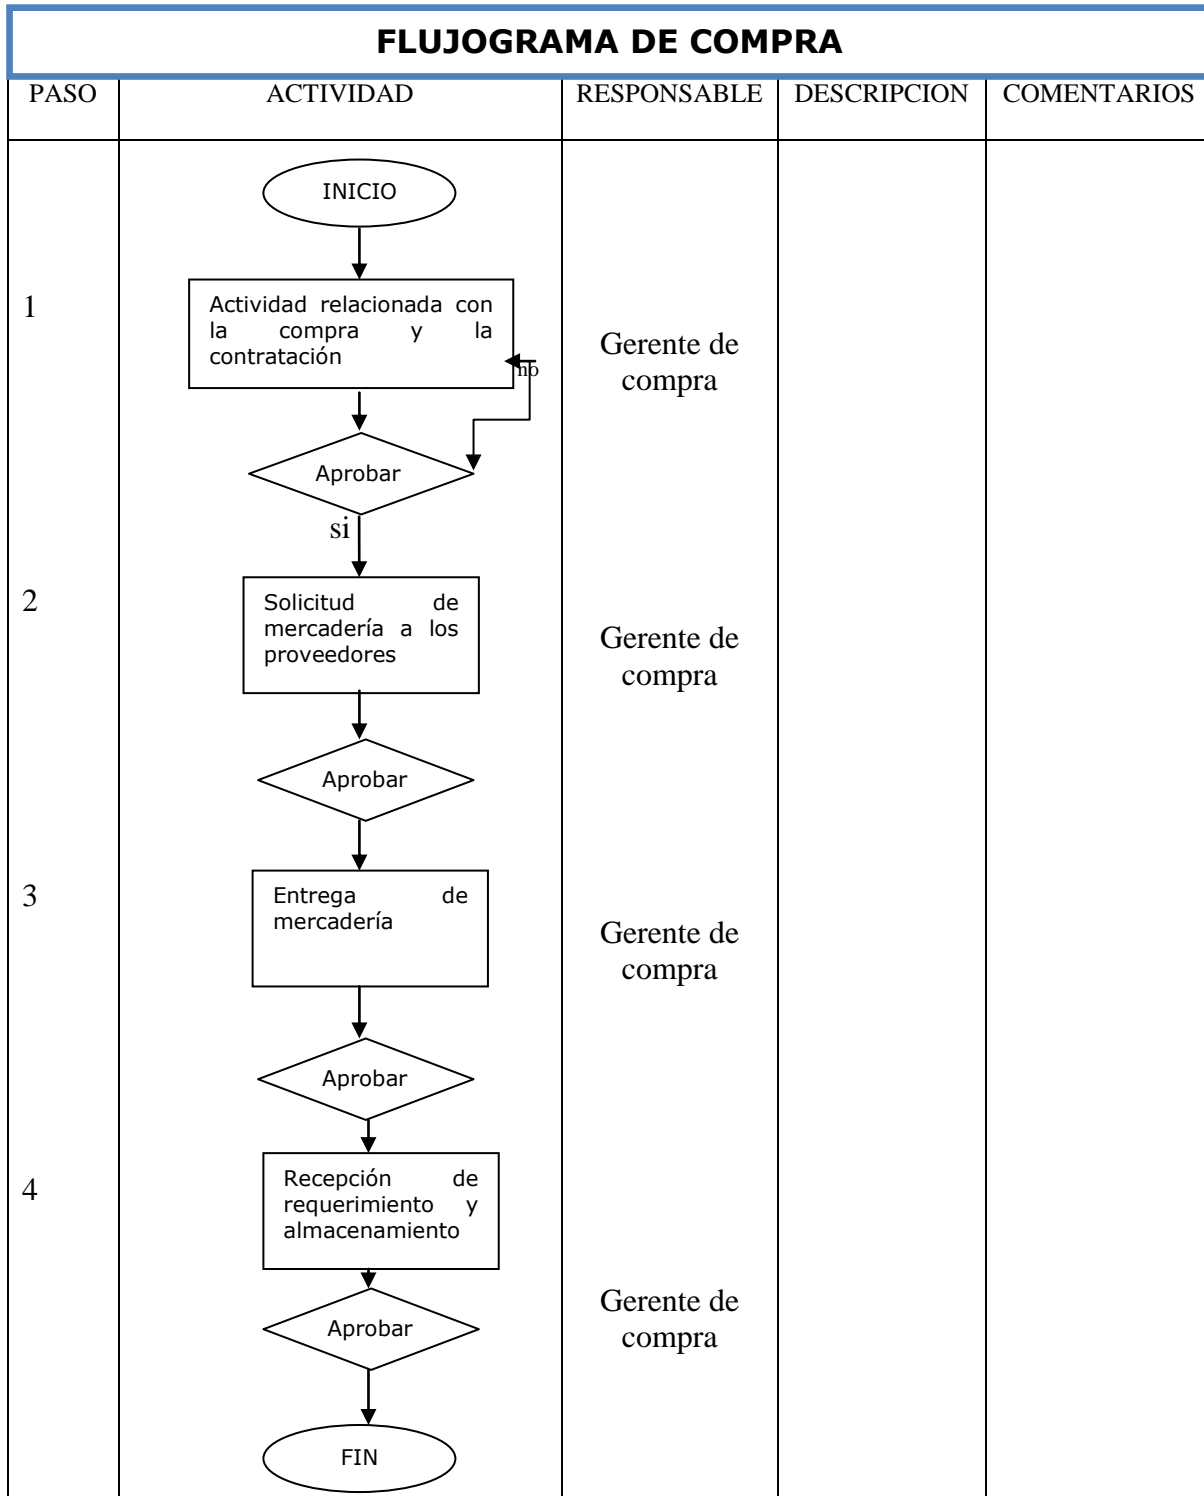 FLUJOGRAMA DE COMPRA
PASO ACTIVIDAD RESPONSABLE DESCRIPCION COMENTARIOS
INICIO
1
Actividad relacionada con
la compra y la
contratación
no
Gerente de
compra
Aprobar
si
2
Solicitud de
mercadería a los
proveedores
Gerente de
compra
Aprobar
3
Entrega de
mercadería
Gerente de
compra
Aprobar
4
Recepción de
requerimiento y
almacenamiento
Gerente de
compra
Aprobar
FIN